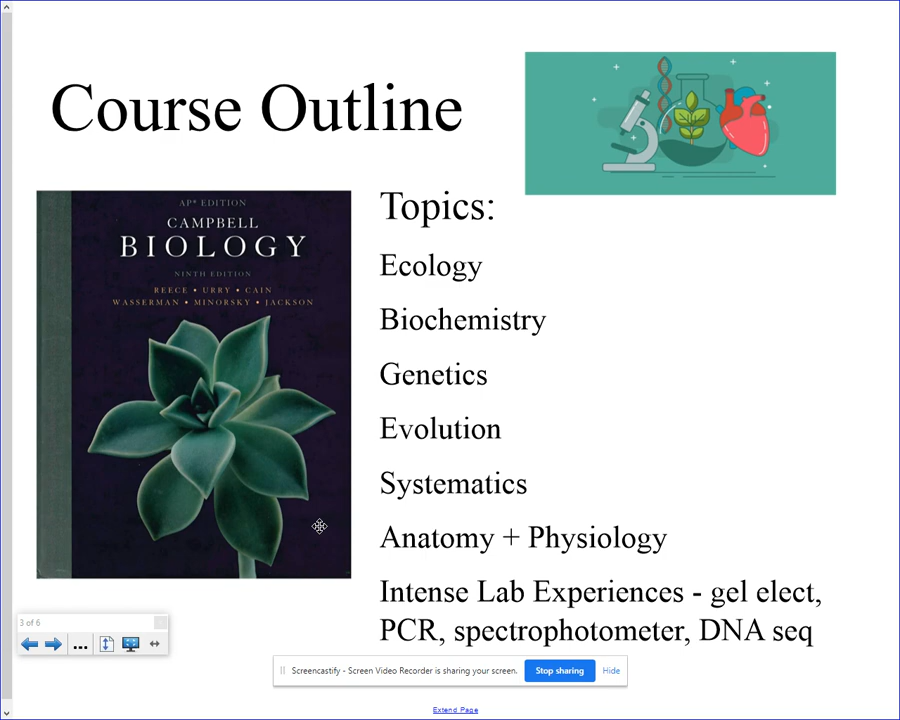 Course Outline
AP* EDITION
CAMPBELL
BIOLOGY
NINTH EDITION
REECE • URRY • CAIN
WASSERMAN • MINORSKY • JACKSON
Topics:
Ecology
Biochemistry
Genetics
Evolution
Systematics
Anatomy + Physiology
Intense Lab Experiences - gel elect,
PCR, spectrophotometer, DNA seq
3 of 6
Screencastify - Screen Video Recorder is sharing your screen.
Stop sharing
Hide
Extend Page